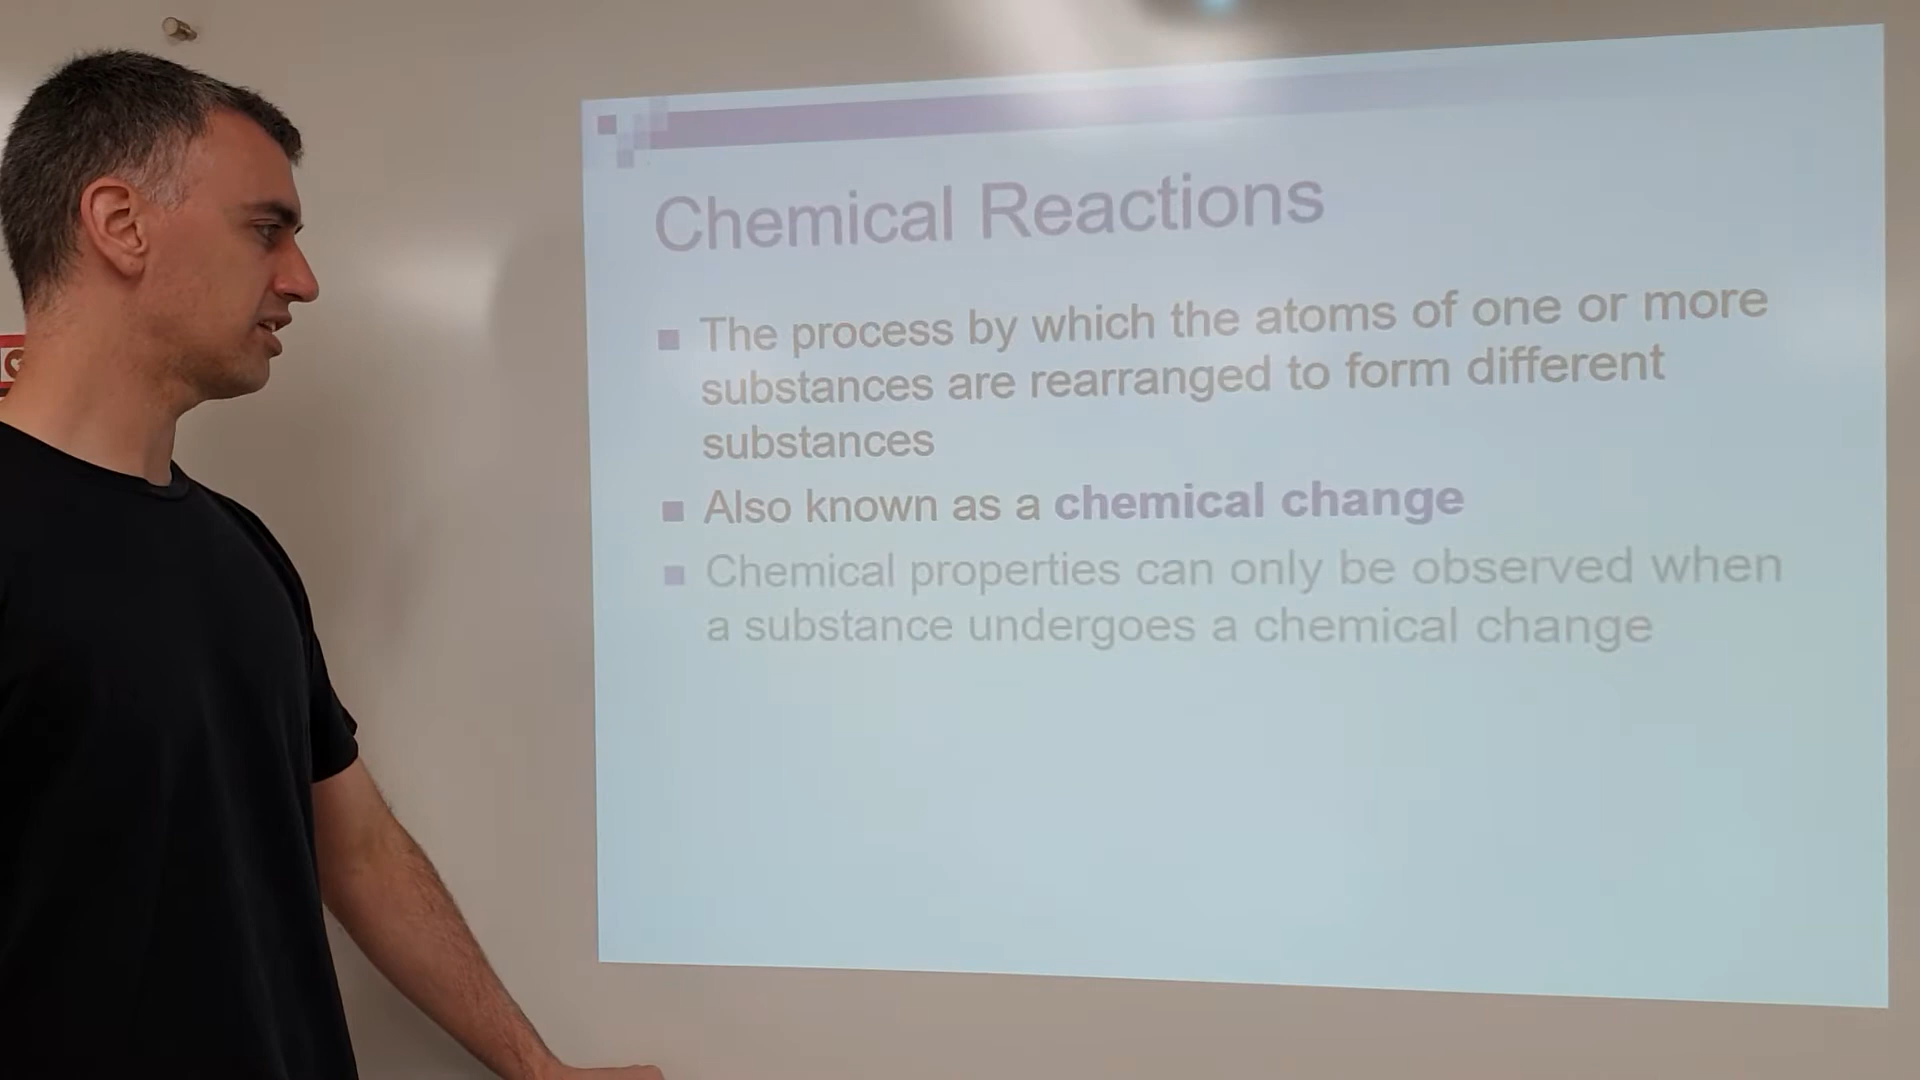 Chemical Reactions
The process by which the atoms of one or more
substances are rearranged to form different
substances
Also known as a chemical change
Chemical properties can only be observed when
a substance undergoes a chemical change